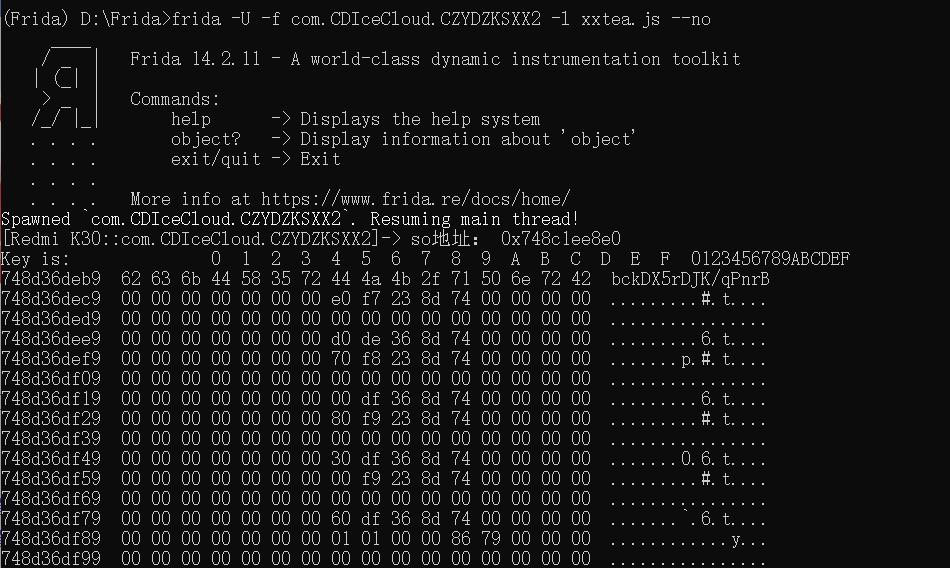 (Frida) D:\Frida>frida -U -f com.CDIceCloud.CZYDZKSXX2 -l xxtea.js --no
     ____
    / _  |   Frida 14.2.11 - A world-class dynamic instrumentation toolkit
   | (_| |
    > _  |   Commands:
   /_/ |_|       help      -> Displays the help system
   . . . .       object?   -> Display information about 'object'
   . . . .       exit/quit -> Exit
   . . . .
   . . . .   More info at https://www.frida.re/docs/home/
Spawned `com.CDIceCloud.CZYDZKSXX2`. Resuming main thread!
[Redmi K30::com.CDIceCloud.CZYDZKSXX2]-> so地址： 0x748c1ee8e0
Key is:              0  1  2  3  4  5  6  7  8  9  A  B  C  D  E  F  0123456789ABCDEF
748d36deb9  62 63 6b 44 58 35 72 44 4a 4b 2f 71 50 6e 72 42  bckDX5rDJK/qPnrB
748d36dec9  00 00 00 00 00 00 00 e0 f7 23 8d 74 00 00 00 00  .........#.t....
748d36ded9  00 00 00 00 00 00 00 00 00 00 00 00 00 00 00 00  ................
748d36dee9  00 00 00 00 00 00 00 d0 de 36 8d 74 00 00 00 00  .........6.t....
748d36def9  00 00 00 00 00 00 00 70 f8 23 8d 74 00 00 00 00  .......p.#.t....
748d36df09  00 00 00 00 00 00 00 00 00 00 00 00 00 00 00 00  ................
748d36df19  00 00 00 00 00 00 00 00 df 36 8d 74 00 00 00 00  .........6.t....
748d36df29  00 00 00 00 00 00 00 80 f9 23 8d 74 00 00 00 00  .........#.t....
748d36df39  00 00 00 00 00 00 00 00 00 00 00 00 00 00 00 00  ................
748d36df49  00 00 00 00 00 00 00 30 df 36 8d 74 00 00 00 00  .......0.6.t....
748d36df59  00 00 00 00 00 00 00 00 f9 23 8d 74 00 00 00 00  .........#.t....
748d36df69  00 00 00 00 00 00 00 00 00 00 00 00 00 00 00 00  ................
748d36df79  00 00 00 00 00 00 00 60 df 36 8d 74 00 00 00 00  .......`.6.t....
748d36df89  00 00 00 00 00 00 00 01 01 00 00 86 79 00 00 00  ............y...
748d36df99  00 00 00 00 00 00 00 00 00 00 00 00 00 00 00 00  ................